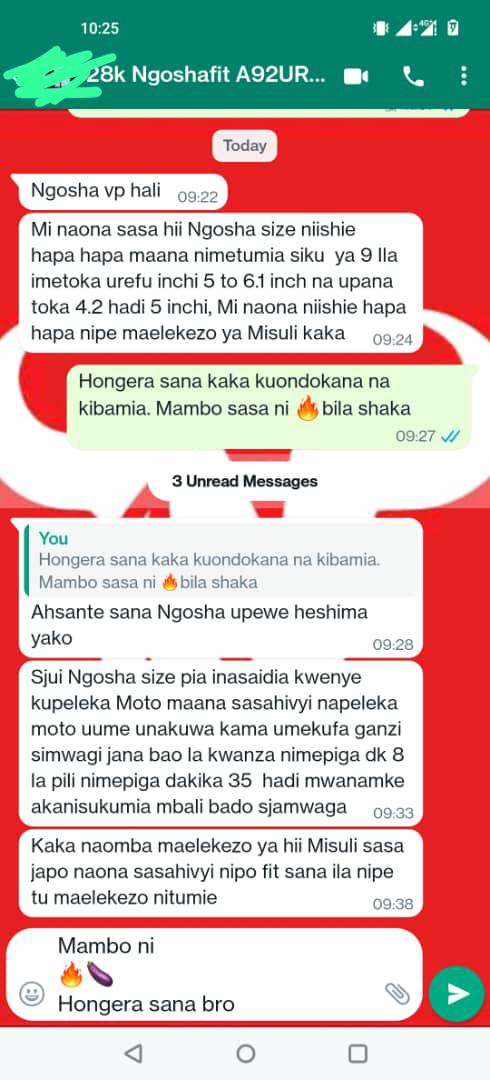 10:25
28k Ngoshafit A92UR...
Today
Ngosha vp hali 09:22
Mi naona sasa hii Ngosha size niishie
hapa hapa maana nimetumia siku ya 9 lla
imetoka urefu inchi 5 to 6.1 inch na upana
toka 4.2 hadi 5 inchi, Mi naona niishie hapa
hapa nipe maelekezo ya Misuli kaka 09:24
Hongera sana kaka kuondokana na
kibamia. Mambo sasa ni 🔥bila shaka
09:27
3 Unread Messages
You
Hongera sana kaka kuondokana na kibamia.
Mambo sasa ni 🔥bila shaka
Ahsante sana Ngosha upewe heshima
yako 09:28
Sjui Ngosha size pia inasaidia kwenye
kupeleka Moto maana sasahivyi napeleka
moto uume unakuwa kama umekufa ganzi
simwagi jana bao la kwanza nimepiga dk 8
la pili nimepiga dakika 35 hadi mwanamke
akanisukumia mbali bado sjamwaga 09:33
Kaka naomba maelekezo ya hii Misuli sasa
japo naona sasahivyi nipo fit sana ila nipe
tu maelekezo nitumie 09:38
Mambo ni
🔥🍆
Hongera sana bro